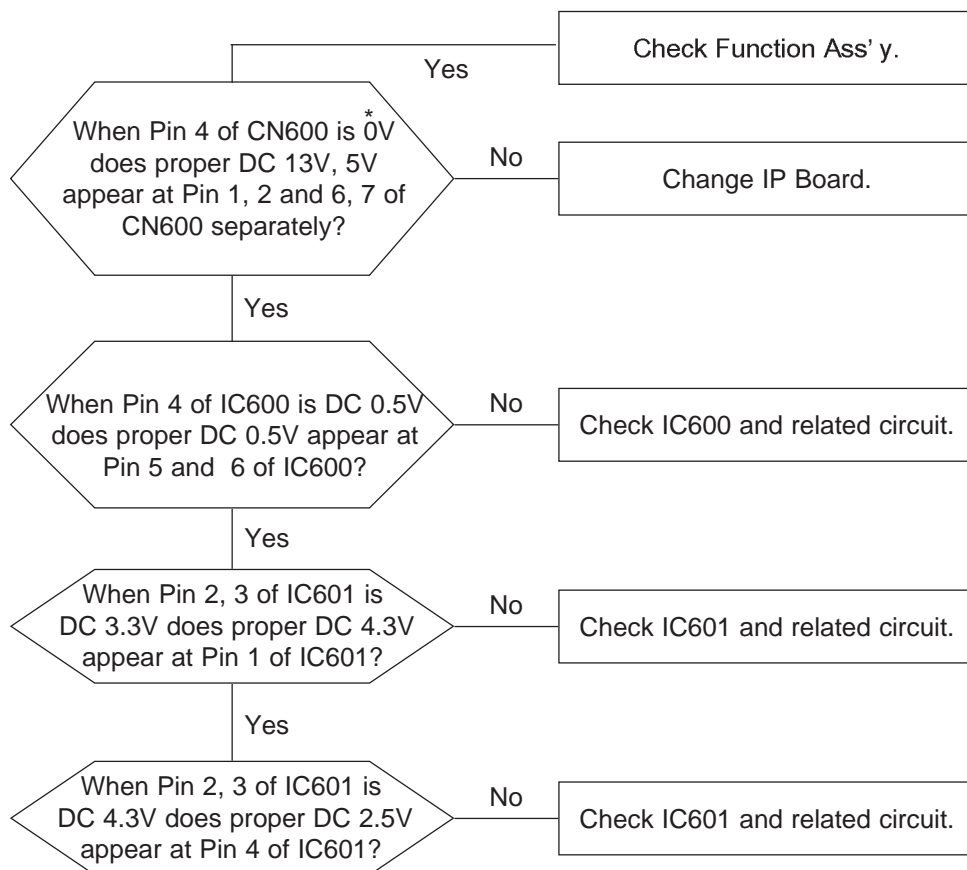 Check Function Ass' y.
Yes
When Pin 4 of CN600 is 0*V
does proper DC 13V, 5V
appear at Pin 1, 2 and 6, 7 of
CN600 separately?
No
Change IP Board.
Yes
When Pin 4 of IC600 is DC 0.5V
does proper DC 0.5V appear at
Pin 5 and 6 of IC600?
No
Check IC600 and related circuit.
Yes
When Pin 2, 3 of IC601 is
DC 3.3V does proper DC 4.3V
appear at Pin 1 of IC601?
No
Check IC601 and related circuit.
Yes
When Pin 2, 3 of IC601 is
DC 4.3V does proper DC 2.5V
appear at Pin 4 of IC601?
No
Check IC601 and related circuit.